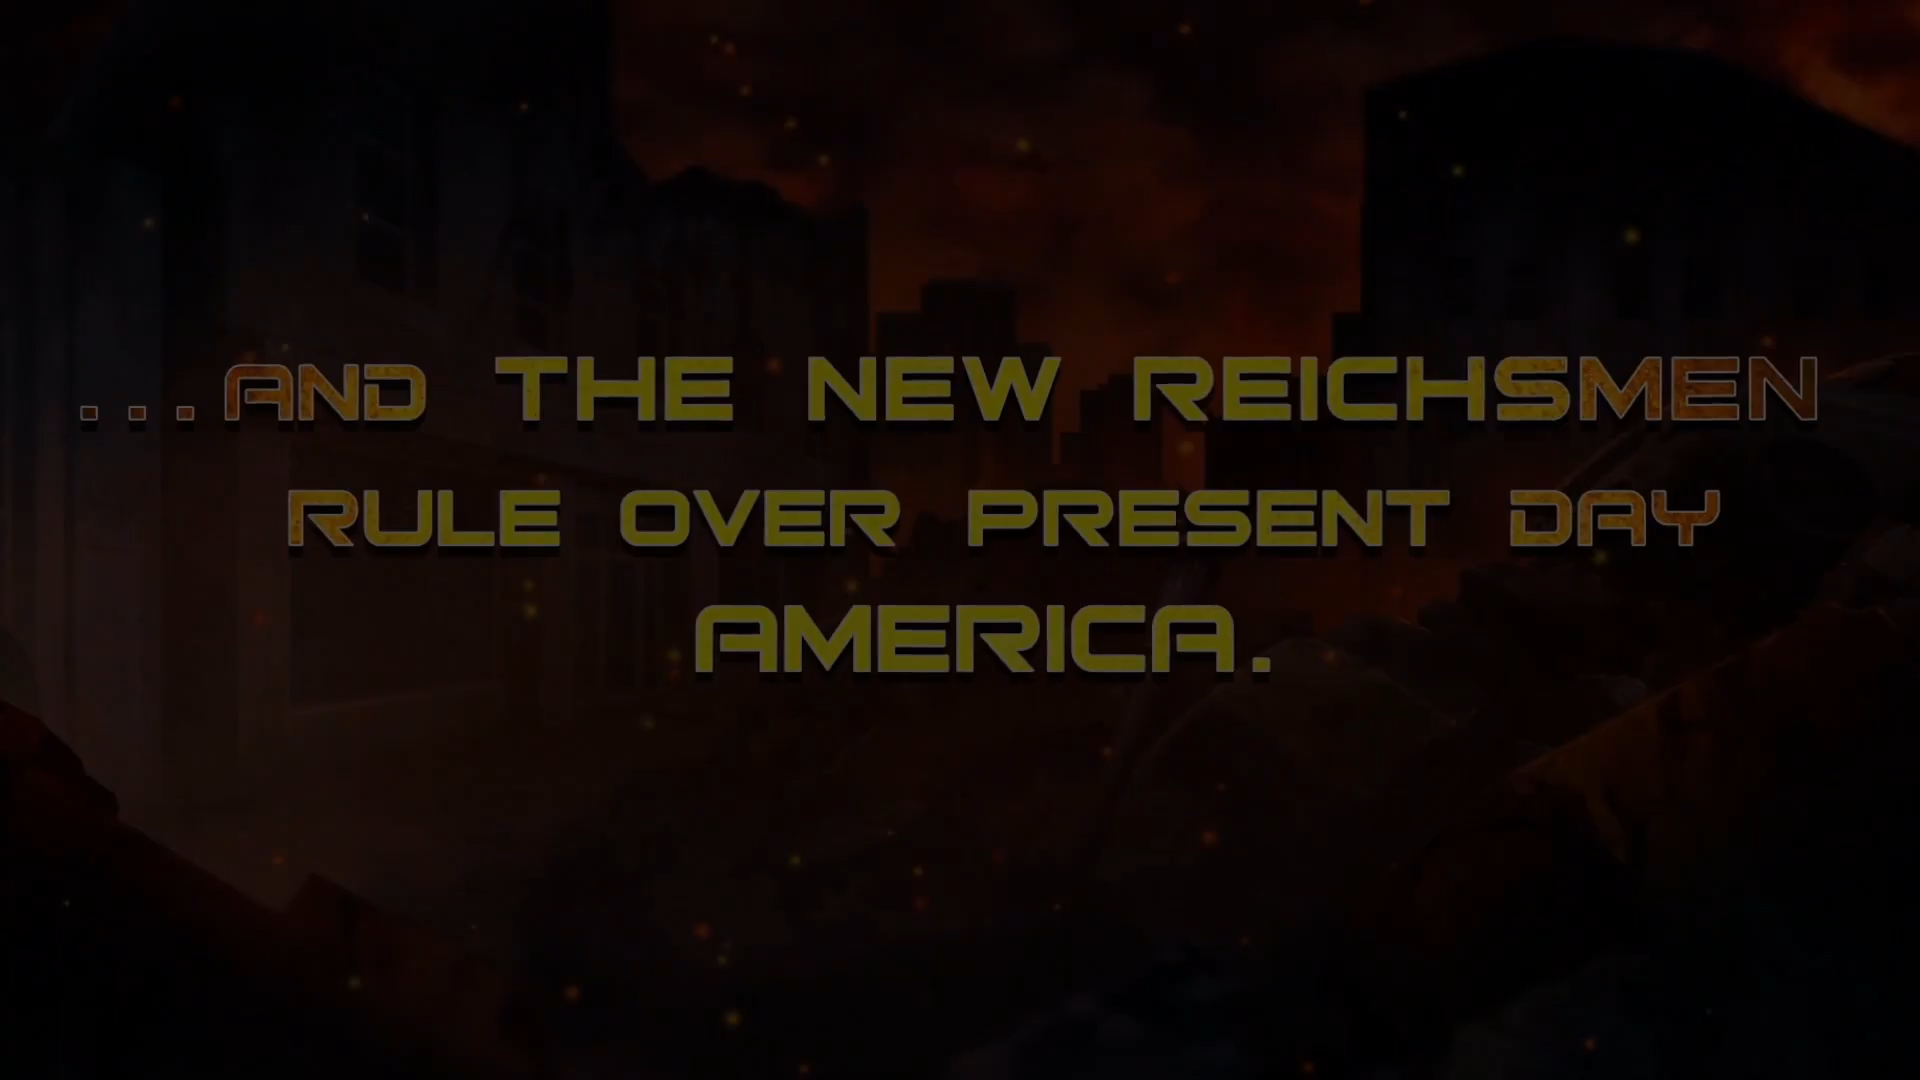 ...AND THE NEW REICHSMEN
RULE OVER PRESENT DAY
AMERICA.